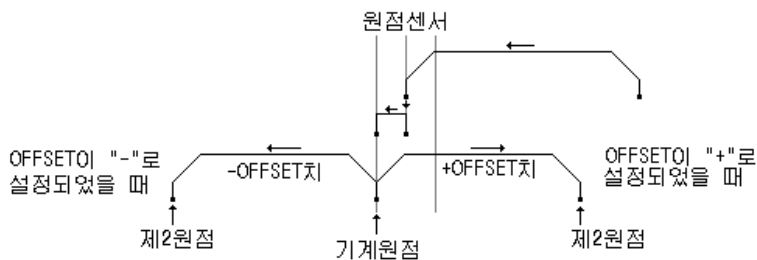 원점센서
OFFSET이 "-"로
설정되었을 때
-OFFSET치
+OFFSET치
OFFSET이 "+"로
설정되었을 때
제2원점
기계원점
제2원점